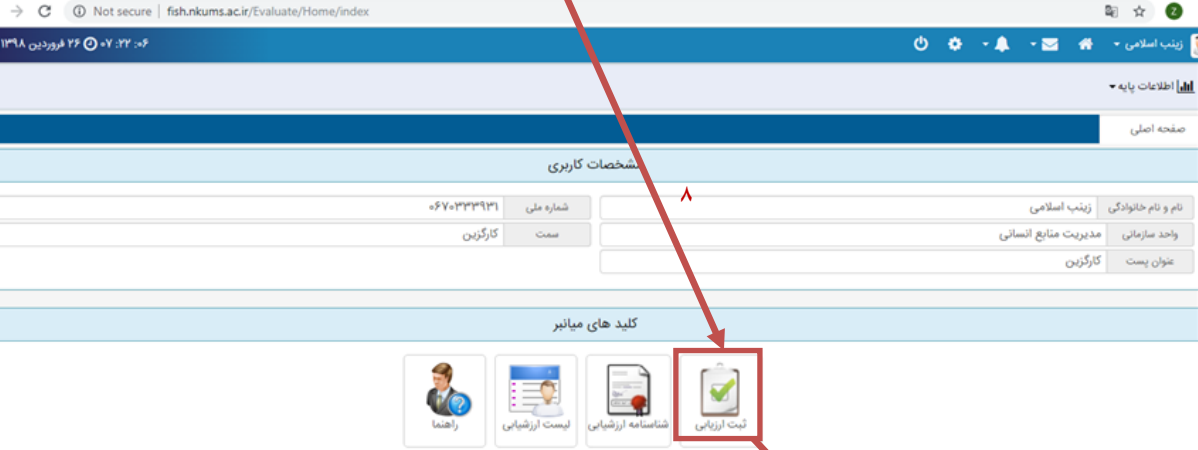 Not secure | fish.nkums.ac.ir/Evaluate/Home/index
Z
زینب اسلامی
۲۶ فروردین ۱۳۹۸ ۰۷ :۲۲ :۰۶
اطلاعات پایه
صفحه اصلی
مشخصات کاربری
۸
نام و نام خانوادگی زینب اسلامی شماره ملی ۰۶۷۰۳۳۳۹۳۱
واحد سازمانی مدیریت منابع انسانی سمت کارگزین
عنوان پست کارگزین
کلید های میانبر
ثبت ارزیابی شناسنامه ارزشیابی لیست ارزشیابی راهنما